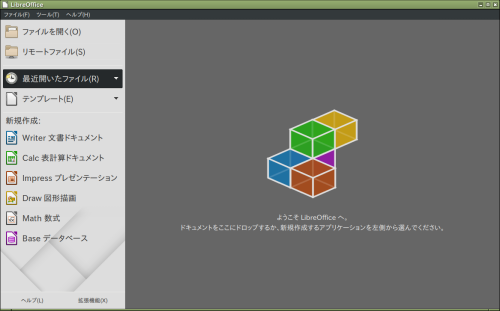 LibreOffice
ファイル(F) ツール(T) ヘルプ(H)
ファイルを開く(O)
リモートファイル(S)
最近開いたファイル(R)
テンプレート(E)
新規作成:
Writer 文書ドキュメント
Calc 表計算ドキュメント
Impress プレゼンテーション
Draw 図形描画
Math 数式
Base データベース
ヘルプ(L) 拡張機能(X)
ようこそ LibreOffice へ。
ドキュメントをここにドロップするか、新規作成するアプリケーションを左側から選んでください。